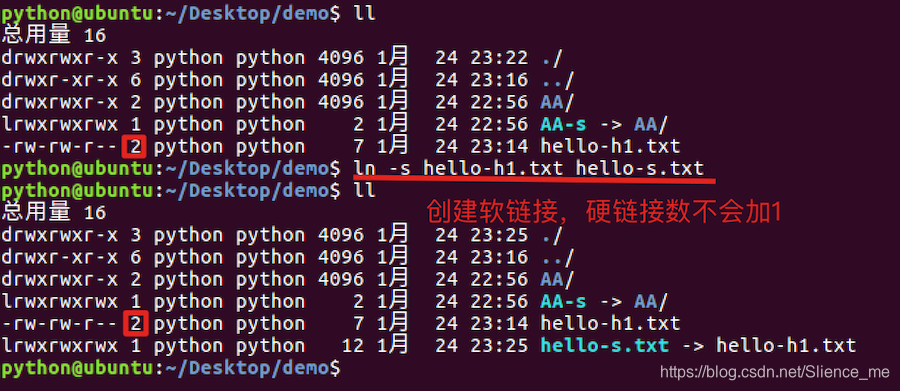 python@ubuntu:~/Desktop/demo$ ll
总用量 16
drwxrwxr-x 3 python python 4096 1月  24 23:22 ./
drwxr-xr-x 6 python python 4096 1月  24 23:16 ../
drwxr-xr-x 2 python python 4096 1月  24 22:56 AA/
lrwxrwxrwx 1 python python    2 1月  24 22:56 AA-s -> AA/
-rw-rw-r-- 2 python python    7 1月  24 23:14 hello-h1.txt
python@ubuntu:~/Desktop/demo$ ln -s hello-h1.txt hello-s.txt
python@ubuntu:~/Desktop/demo$ ll
总用量 16
创建软链接，硬链接数不会加1
drwxrwxr-x 3 python python 4096 1月  24 23:25 ./
drwxr-xr-x 6 python python 4096 1月  24 23:16 ../
drwxr-xr-x 2 python python 4096 1月  24 22:56 AA/
lrwxrwxrwx 1 python python    2 1月  24 22:56 AA-s -> AA/
-rw-rw-r-- 2 python python    7 1月  24 23:14 hello-h1.txt
lrwxrwxrwx 1 python python   12 1月  24 23:25 hello-s.txt -> hello-h1.txt
python@ubuntu:~/Desktop/demo$
https://blog.csdn.net/Slience_me